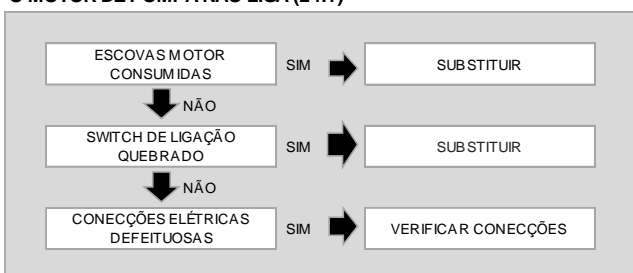 ESCOVAS MOTOR
CONSUMIDAS
SIM
SUBSTITUIR
NÃO
SWITCH DE LIGAÇÃO
QUEBRADO
SIM
SUBSTITUIR
NÃO
CONECÇÕES ELÉTRICAS
DEFEITUOSAS
SIM
VERIFICAR CONECÇÕES